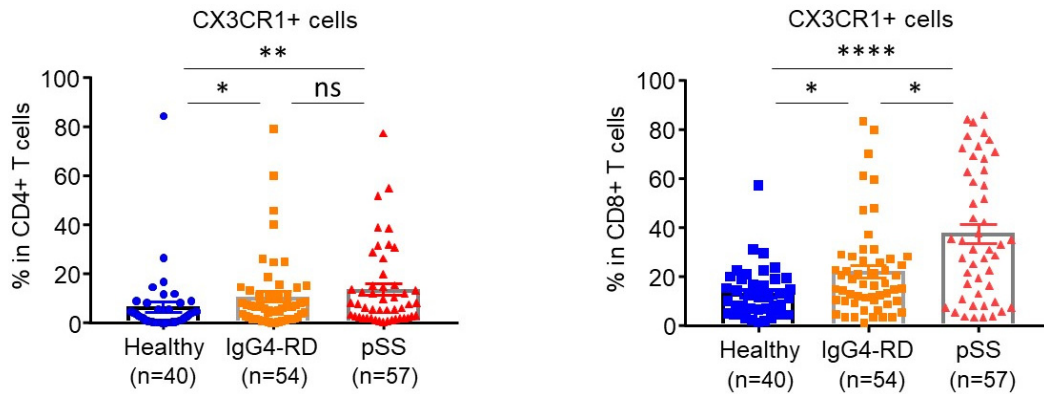 CX3CR1+ cells
**
* ns
100
80
60
40
20
0
% in CD4+ T cells
Healthy IgG4-RD pSS
(n=40) (n=54) (n=57)
CX3CR1+ cells
****
* *
100
80
60
40
20
0
% in CD8+ T cells
Healthy IgG4-RD pSS
(n=40) (n=54) (n=57)